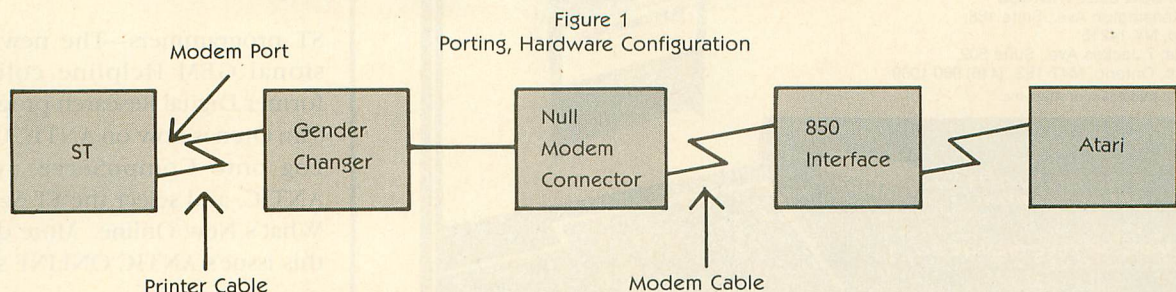 Figure 1
Porting, Hardware Configuration
Modem Port
ST
Gender
Changer
Null
Modem
Connector
850
Interface
Atari
Printer Cable
Modem Cable